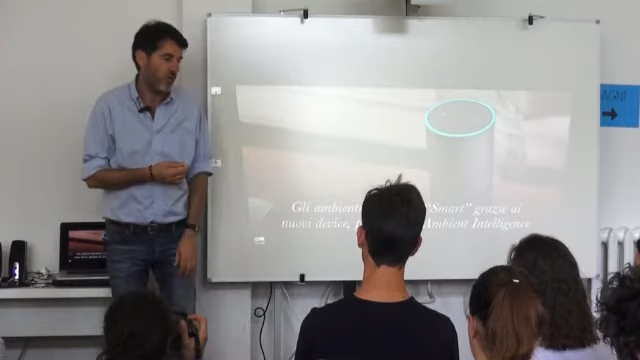 AGNI
Gli ambienti "Smart" grazie ai
nuovi device, Ambient Intelligence